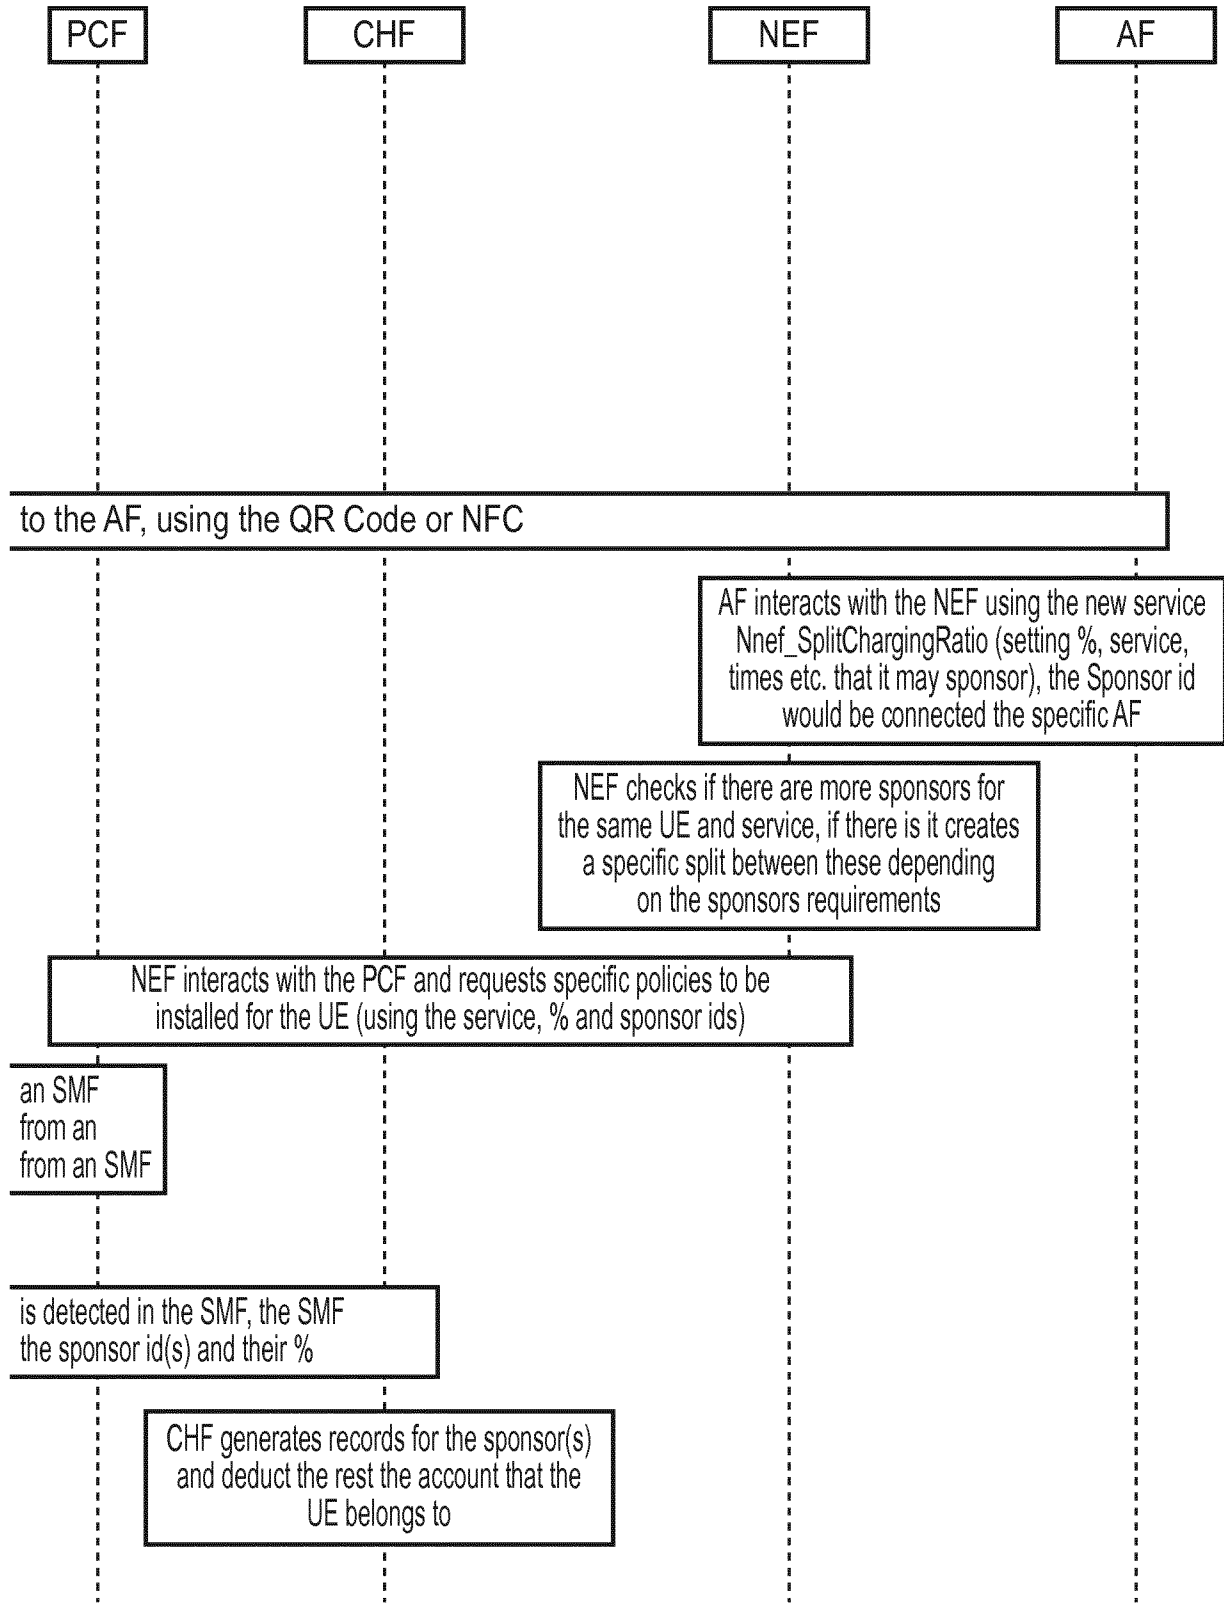 PCF
CHF
NEF
AF
to the AF, using the QR Code or NFC
AF interacts with the NEF using the new service
Nnef_SplitChargingRatio (setting %, service,
times etc. that it may sponsor), the Sponsor id
would be connected the specific AF
NEF checks if there are more sponsors for
the same UE and service, if there is it creates
a specific split between these depending
on the sponsors requirements
NEF interacts with the PCF and requests specific policies to be
installed for the UE (using the service, % and sponsor ids)
an SMF
from an
from an SMF
is detected in the SMF, the SMF
the sponsor id(s) and their %
CHF generates records for the sponsor(s)
and deduct the rest the account that the
UE belongs to